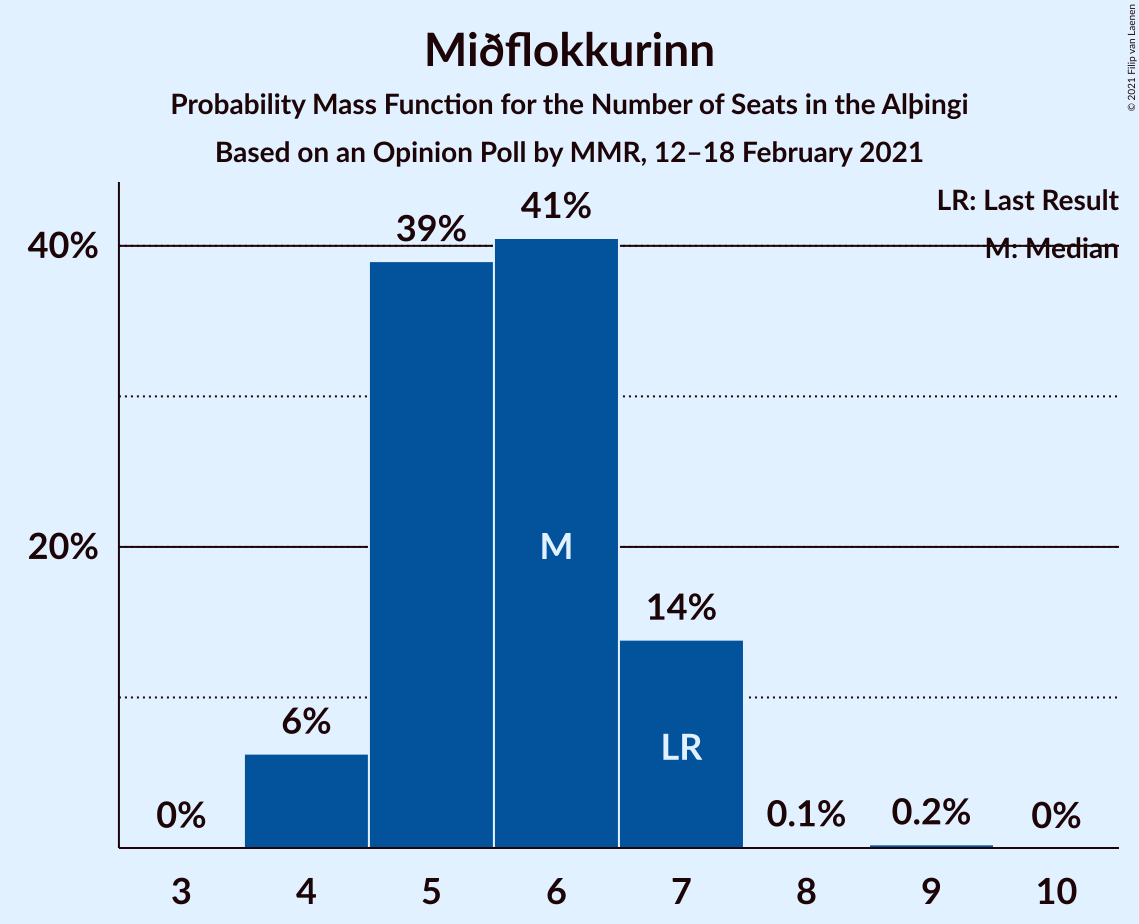 Miðflokkurinn
Probability Mass Function for the Number of Seats in the Alþingi
Based on an Opinion Poll by MMR, 12–18 February 2021
© 2021 Filip van Laenen
LR: Last Result
M: Median
40%
20%
0%
6%
39%
41%
14%
0.1%
0.2%
0%
M
LR
3 4 5 6 7 8 9 10